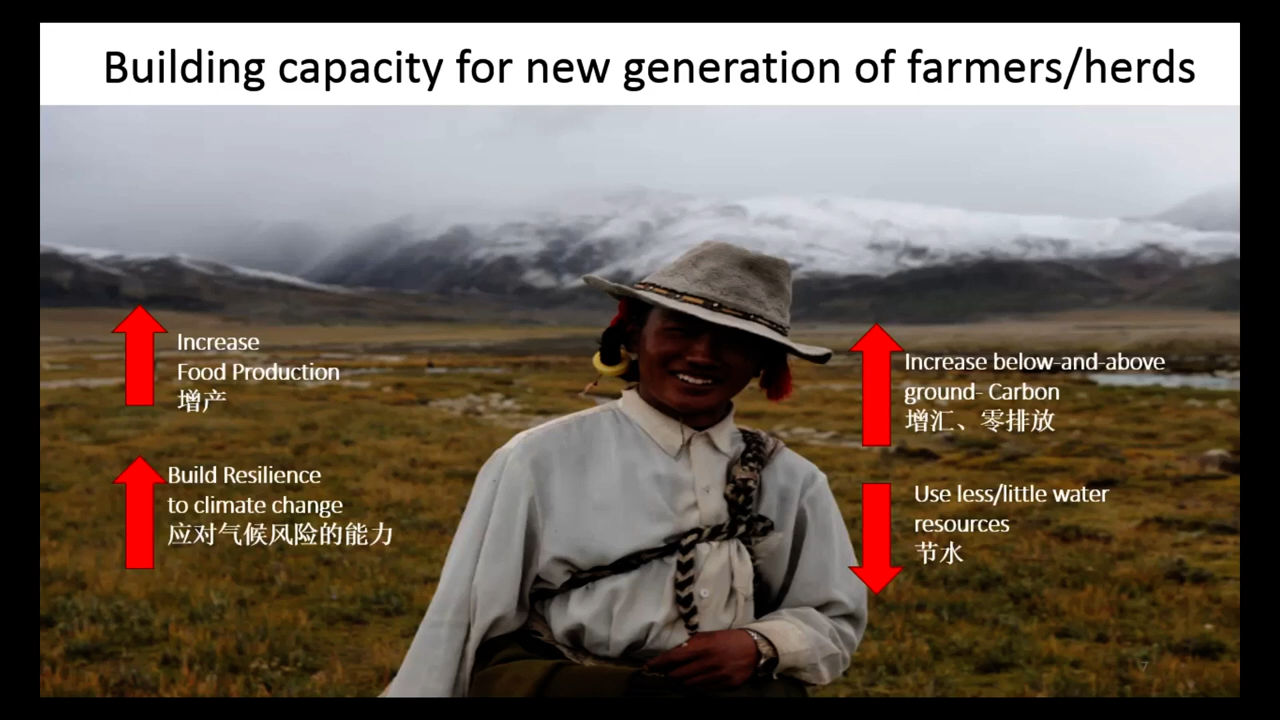 Building capacity for new generation of farmers/herds
Increase
Food Production
增产
Build Resilience
to climate change
应对气候风险的能力
Increase below-and-above
ground- Carbon
增汇、零排放
Use less/little water
resources
节水
7